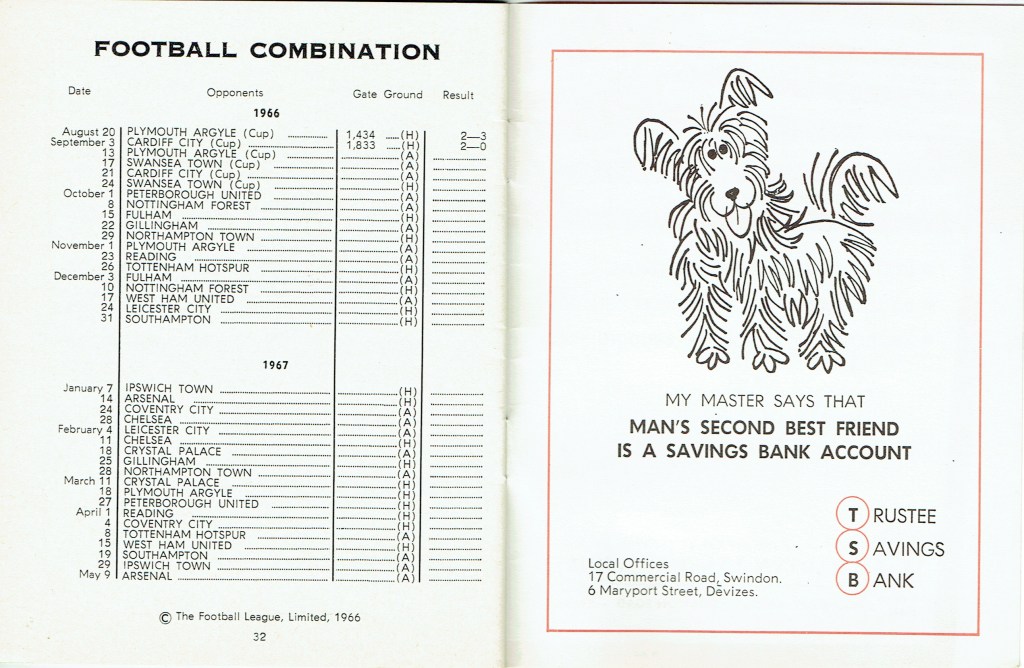 FOOTBALL COMBINATION
Date Opponents Gate Ground Result
1966
August 20 PLYMOUTH ARGYLE (Cup) 1,434 (H) 2—3
September 3 CARDIFF CITY (Cup) 1,833 (H) 2—0
13 PLYMOUTH ARGYLE (Cup) (A)
17 SWANSEA TOWN (Cup) (A)
21 CARDIFF CITY (Cup) (A)
24 SWANSEA TOWN (Cup) (H)
October 1 PETERBOROUGH UNITED (A)
8 NOTTINGHAM FOREST (A)
15 FULHAM (H)
22 GILLINGHAM (A)
29 NORTHAMPTON TOWN (H)
November 1 PLYMOUTH ARGYLE (A)
23 READING (A)
26 TOTTENHAM HOTSPUR (H)
December 3 FULHAM (A)
10 NOTTINGHAM FOREST (H)
17 WEST HAM UNITED (A)
24 LEICESTER CITY (H)
31 SOUTHAMPTON (H)
1967
January 7 IPSWICH TOWN (H)
14 ARSENAL (H)
24 COVENTRY CITY (A)
28 CHELSEA (H)
February 4 LEICESTER CITY (A)
11 CHELSEA (H)
18 CRYSTAL PALACE (A)
25 GILLINGHAM (H)
28 NORTHAMPTON TOWN (A)
March 11 CRYSTAL PALACE (H)
18 PLYMOUTH ARGYLE (H)
27 PETERBOROUGH UNITED (H)
April 1 READING (H)
4 COVENTRY CITY (H)
8 TOTTENHAM HOTSPUR (A)
15 WEST HAM UNITED (H)
19 SOUTHAMPTON (A)
29 IPSWICH TOWN (A)
May 9 ARSENAL (A)
© The Football League, Limited, 1966
32
MY MASTER SAYS THAT
MAN'S SECOND BEST FRIEND
IS A SAVINGS BANK ACCOUNT
TRUSTEE
SAVINGS
BANK
Local Offices
17 Commercial Road, Swindon.
6 Maryport Street, Devizes.